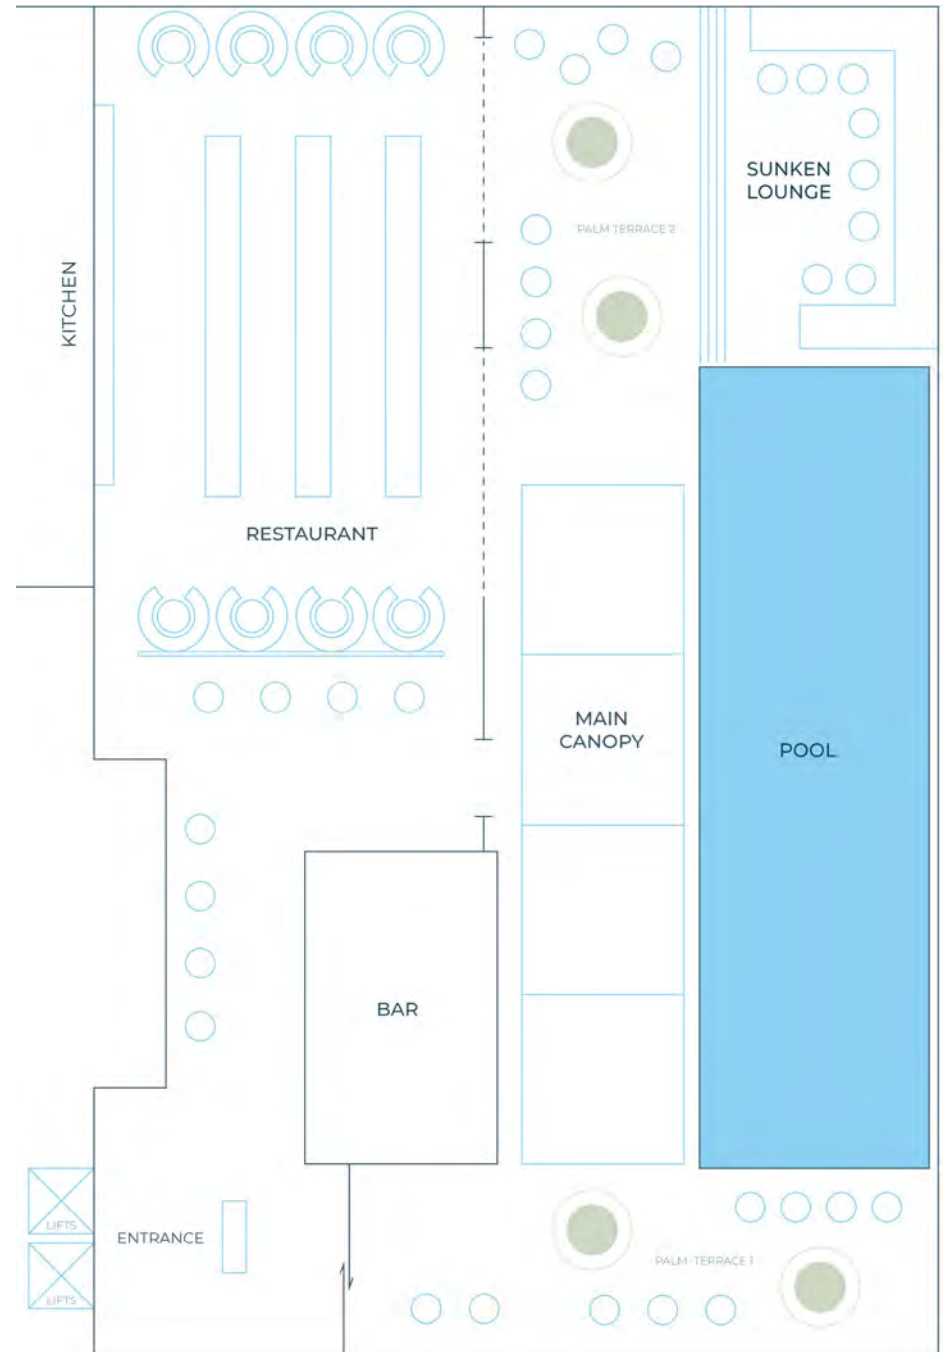 SUNKEN
LOUNGE
PALM TERRACE 2
KITCHEN
RESTAURANT
MAIN
CANOPY
POOL
BAR
LIFTS
ENTRANCE
PALM TERRACE 1
LIFTS